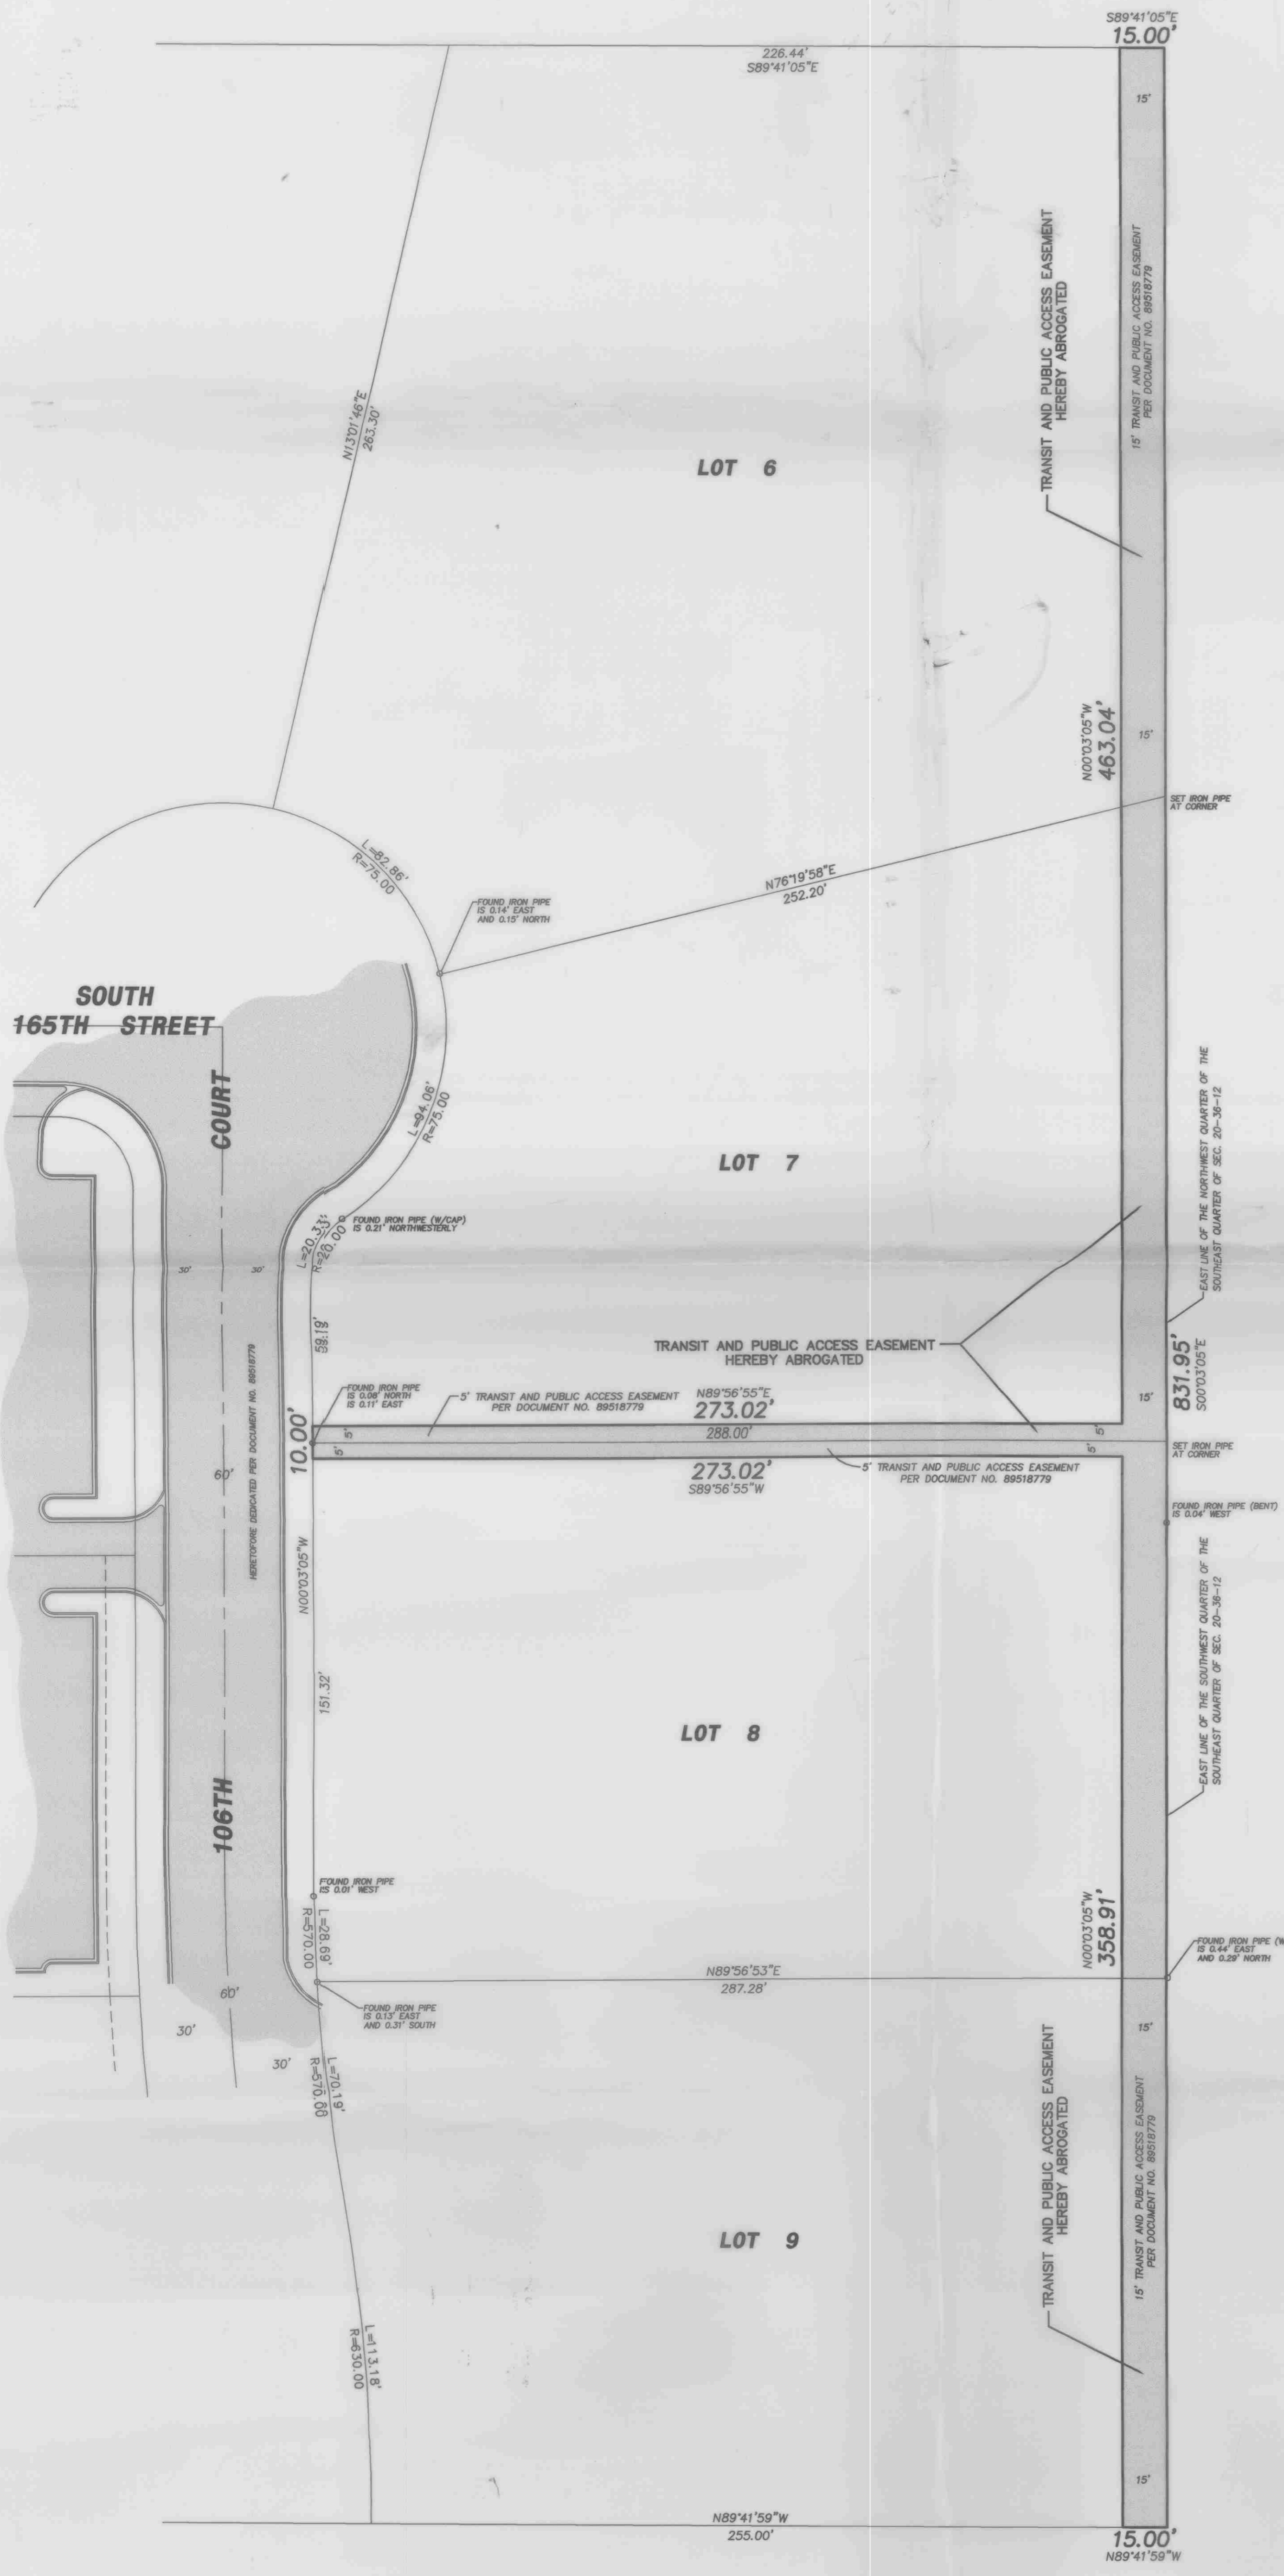 S89°41'05"E
15.00'
226.44'
S89°41'05"E
15'
TRANSIT AND PUBLIC ACCESS EASEMENT
HEREBY ABROGATED
15' TRANSIT AND PUBLIC ACCESS EASEMENT
PER DOCUMENT NO. 89518779
N13°01'46"E
263.30'
LOT 6
N00°03'05"W
463.04'
15'
SET IRON PIPE
AT CORNER
L=82.86'
R=75.00
N76°19'58"E
252.20'
FOUND IRON PIPE
IS 0.14' EAST
AND 0.15' NORTH
SOUTH
165TH STREET
COURT
L=94.06'
R=75.00
LOT 7
EAST LINE OF THE NORTHWEST QUARTER OF THE
SOUTHEAST QUARTER OF SEC. 20-36-12
FOUND IRON PIPE (W/CAP)
IS 0.21' NORTHWESTERLY
L=20.33'
R=20.00'
30'
30'
59.19'
TRANSIT AND PUBLIC ACCESS EASEMENT
HEREBY ABROGATED
831.95'
S00°03'05"E
HERETOFORE DEDICATED PER DOCUMENT NO. 89518779
FOUND IRON PIPE
IS 0.08' NORTH
IS 0.11' EAST
5' TRANSIT AND PUBLIC ACCESS EASEMENT
PER DOCUMENT NO. 89518779
N89°56'55"E
273.02'
288.00'
15'
10.00'
5'
5'
5'
5'
SET IRON PIPE
AT CORNER
60'
273.02'
S89°56'55"W
5' TRANSIT AND PUBLIC ACCESS EASEMENT
PER DOCUMENT NO. 89518779
FOUND IRON PIPE (BENT)
IS 0.04' WEST
N00°03'05"W
151.32'
EAST LINE OF THE SOUTHWEST QUARTER OF THE
SOUTHEAST QUARTER OF SEC. 20-36-12
LOT 8
106TH
FOUND IRON PIPE
IS 0.01' WEST
L=28.69'
R=570.00
N00°03'05"W
358.91'
FOUND IRON PIPE (W
IS 0.44' EAST
AND 0.29' NORTH
N89°56'53"E
287.28'
60'
FOUND IRON PIPE
IS 0.13' EAST
AND 0.31' SOUTH
30'
30'
15'
L=70.19'
R=570.00
TRANSIT AND PUBLIC ACCESS EASEMENT
HEREBY ABROGATED
15' TRANSIT AND PUBLIC ACCESS EASEMENT
PER DOCUMENT NO. 89518779
LOT 9
L=113.18'
R=630.00
15'
N89°41'59"W
255.00'
15.00'
N89°41'59"W